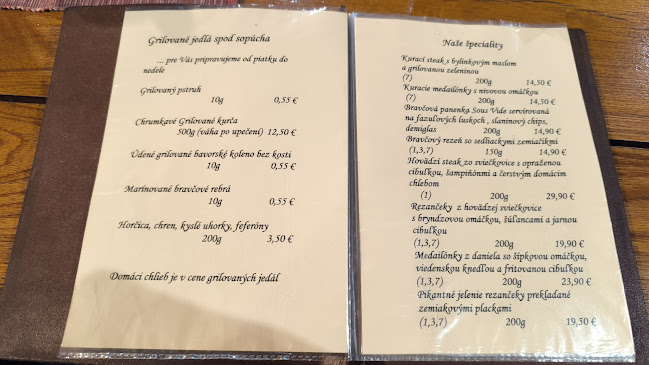 Grilované jedlá spod sopúcha
... pre Vás pripravujeme od piatku do
nedele
Grilovaný pstruh
10g 0,55 €
Chrumkavé Grilované kurča
500g (váha po upečení) 12,50 €
Údené grilované bavorské koleno bez kosti
10g 0,55 €
Marinované bravčové rebrá
10g 0,55 €
Horčica, chren, kyslé uhorky, feferóny
200g 3,50 €
Domáci chlieb je v cene grilovaných jedál
Naše špeciality
Kurací steak s bylinkovým maslom
a grilovanou zeleninou
(7) 200g 14,50 €
Kuracie medailónky s nivovou omáčkou
(7) 200g 14,50 €
Bravčová panenka Sous Vide servírovaná
na fazuľových ľuskoch, slaninový chips,
demiglas 200g 14,90 €
Bravčový rezeň so sedliackymi zemiačikmi
(1,3,7) 150g 14,90 €
Hovädzí steak zo sviečkovice s opraženou
cibuľkou, šampiňónmi a čerstvým domácim
chlebom
(1) 200g 29,90 €
Rezančeky z hovädzej sviečkovice
s bryndzovou omáčkou, šúľancami a jarnou
cibuľkou
(1,3,7) 200g 19,90 €
Medailónky z daniela so šípkovou omáčkou,
viedenskou knedľou a fritovanou cibuľkou
(1,3,7) 200g 23,90 €
Pikantné jelenie rezančeky prekladané
zemiakovými plackami
(1,3,7) 200g 19,50 €